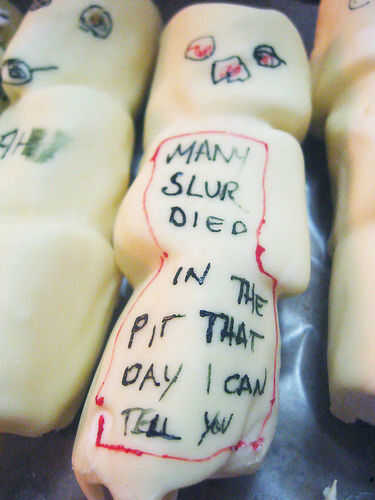 MANY
SLUR
DIED
IN THE
PIT THAT
DAY I CAN
TELL YOU